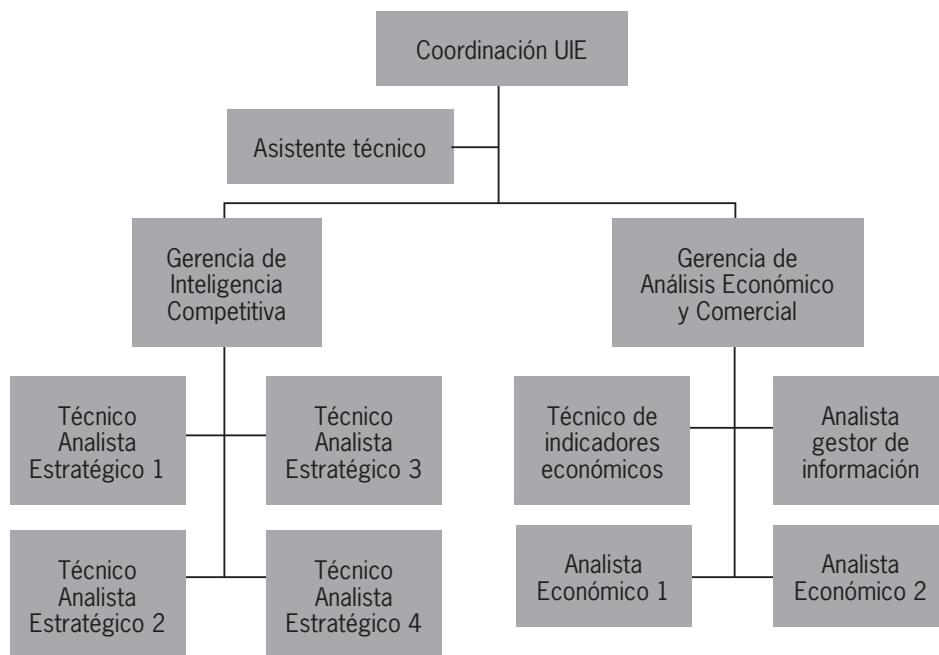 Coordinación UIE
Asistente técnico
Gerencia de
Inteligencia
Competitiva
Gerencia de
Análisis Económico
y Comercial
Técnico
Analista
Estratégico 1
Técnico
Analista
Estratégico 3
Técnico de
indicadores
económicos
Analista
gestor de
información
Técnico
Analista
Estratégico 2
Técnico
Analista
Estratégico 4
Analista
Económico 1
Analista
Económico 2